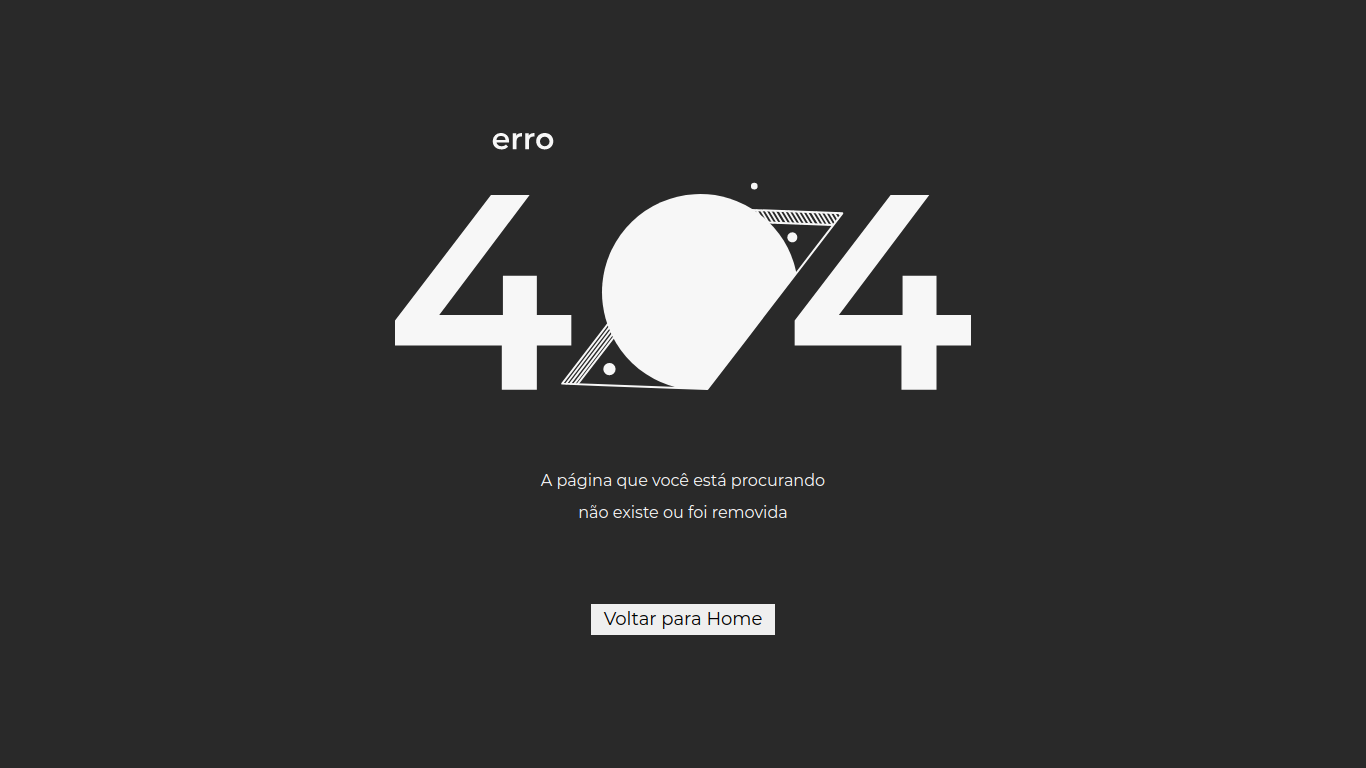 erro
404
A página que você está procurando
não existe ou foi removida
Voltar para Home